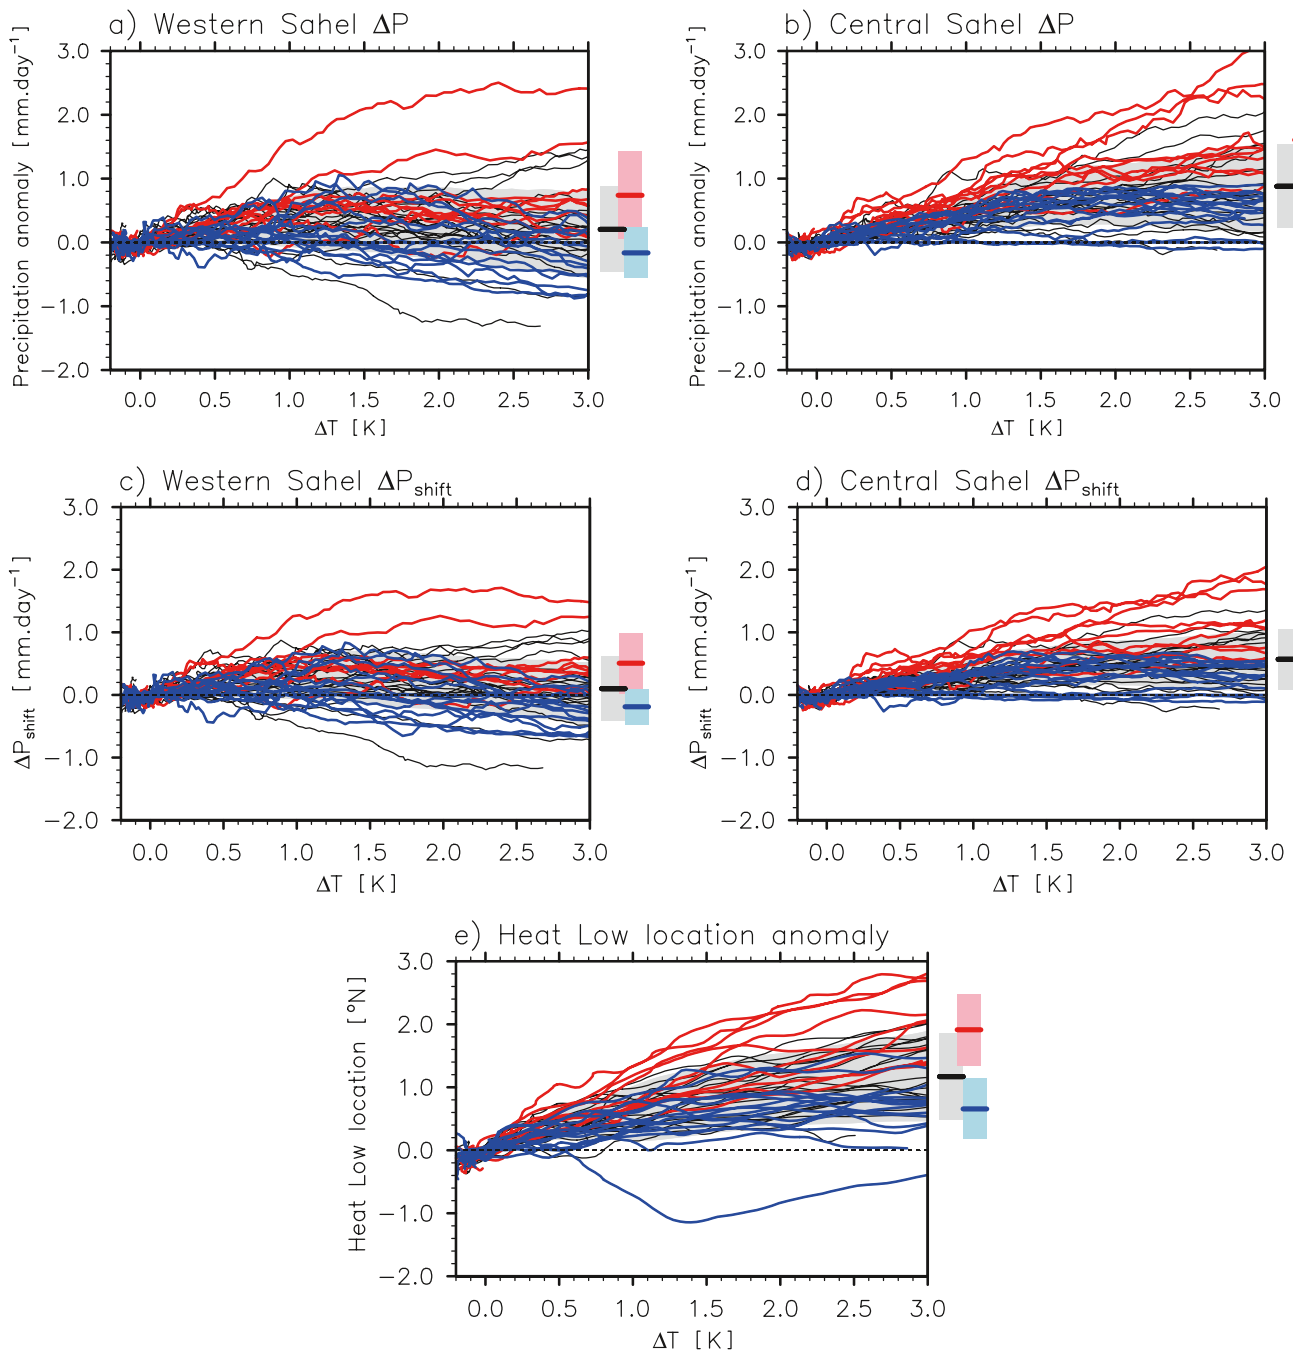 a) Western Sahel ΔP
Precipitation anomaly [mm.day⁻¹]
3.0
2.0
1.0
0.0
−1.0
−2.0
0.0 0.5 1.0 1.5 2.0 2.5 3.0
ΔT [K]
b) Central Sahel ΔP
Precipitation anomaly [mm.day⁻¹]
3.0
2.0
1.0
0.0
−1.0
−2.0
0.0 0.5 1.0 1.5 2.0 2.5 3.0
ΔT [K]
c) Western Sahel ΔPshift
ΔPshift [mm.day⁻¹]
3.0
2.0
1.0
0.0
−1.0
−2.0
0.0 0.5 1.0 1.5 2.0 2.5 3.0
ΔT [K]
d) Central Sahel ΔPshift
ΔPshift [mm.day⁻¹]
3.0
2.0
1.0
0.0
−1.0
−2.0
0.0 0.5 1.0 1.5 2.0 2.5 3.0
ΔT [K]
e) Heat Low location anomaly
Heat Low location [°N]
3.0
2.0
1.0
0.0
−1.0
−2.0
0.0 0.5 1.0 1.5 2.0 2.5 3.0
ΔT [K]